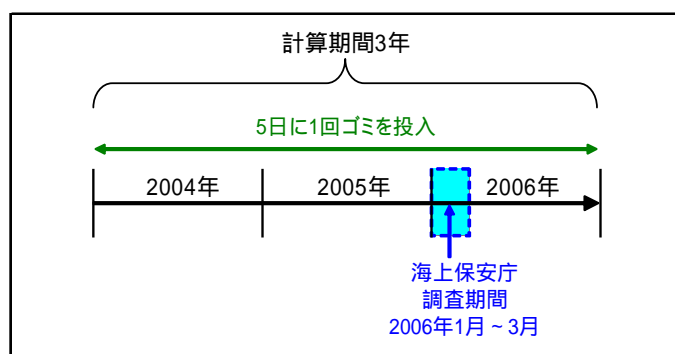 計算期間3年
5日に1回ゴミを投入
2004年
2005年
2006年
海上保安庁
調査期間
2006年1月~3月